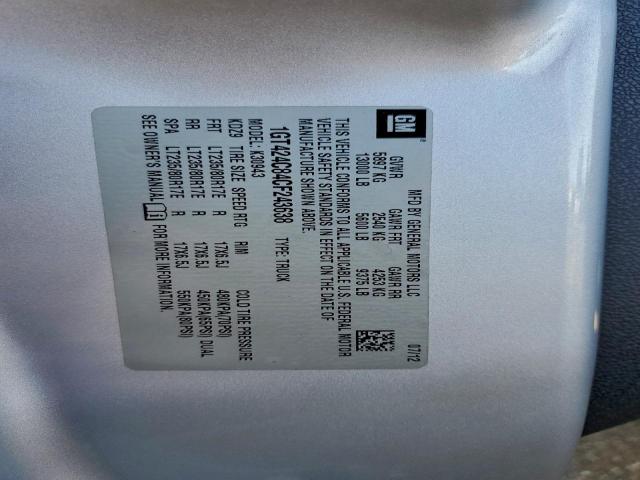 GM
MFD BY GENERAL MOTORS LLC 07/12
GVWR GAWR FRT GAWR RR
5897 KG 2540 KG 4253 KG
13000 LB 5600 LB 9375 LB
THIS VEHICLE CONFORMS TO ALL APPLICABLE U.S. FEDERAL MOTOR
VEHICLE SAFETY STANDARDS IN EFFECT ON THE DATE OF
MANUFACTURE SHOWN ABOVE.
1GT424C84CF243638 TYPE: TRUCK
MODEL: K30943
KDZ9 TIRE SIZE SPEED RTG RIM COLD TIRE PRESSURE
FRT LT235/80R17E R 17X6.5J 480KPA(70PSI)
RR LT235/80R17E R 17X6.5J 450KPA(65PSI) DUAL
SPA LT235/80R17E R 17X6.5J 550KPA(80PSI)
SEE OWNER'S MANUAL FOR MORE INFORMATION.